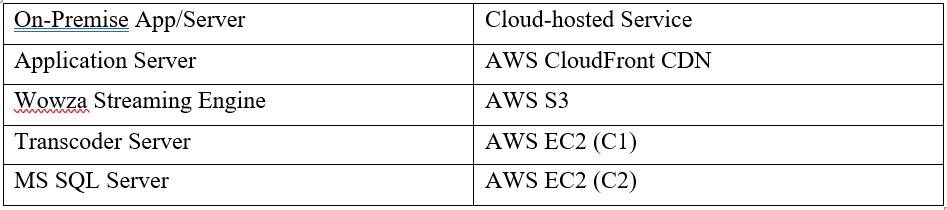 On-Premise App/Server Cloud-hosted Service
Application Server AWS CloudFront CDN
Wowza Streaming Engine AWS S3
Transcoder Server AWS EC2 (C1)
MS SQL Server AWS EC2 (C2)